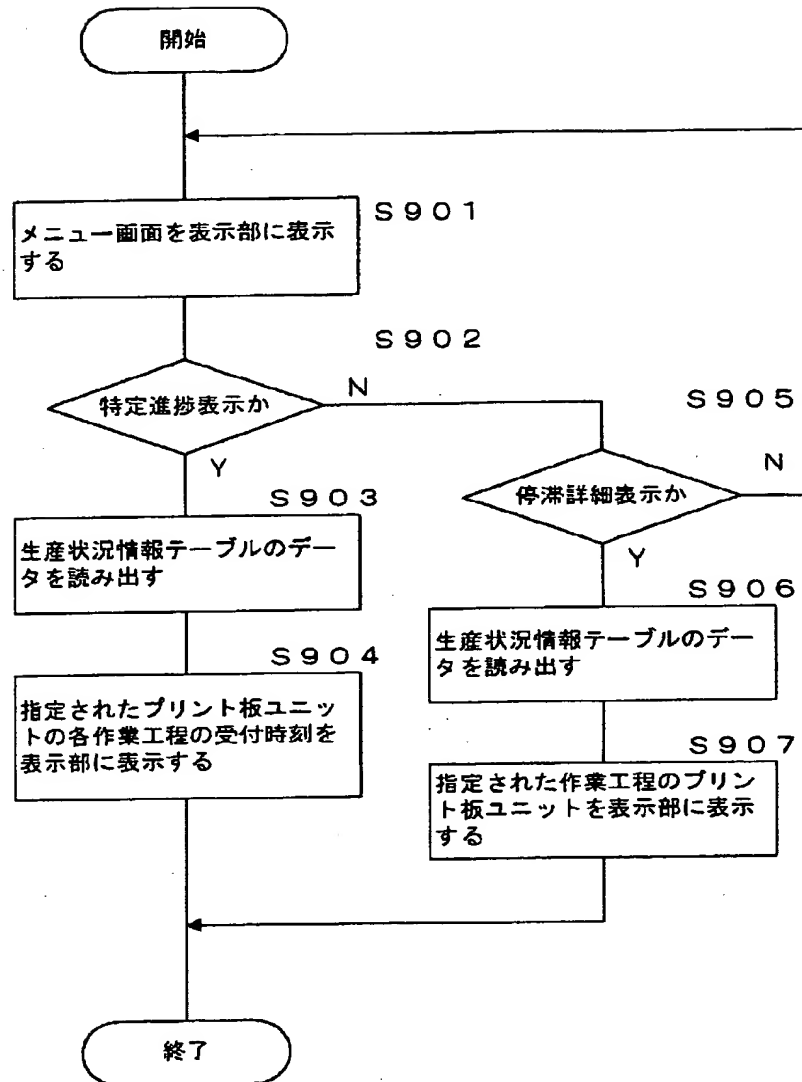 開始
S901
メニュー画面を表示部に表示
する
S902
特定進捗表示か
N
Y
S903
生産状況情報テーブルのデー
タを読み出す
S904
指定されたプリント板ユニッ
トの各作業工程の受付時刻を
表示部に表示する
S905
停滞詳細表示か
N
Y
S906
生産状況情報テーブルのデー
タを読み出す
S907
指定された作業工程のプリン
ト板ユニットを表示部に表示
する
終了